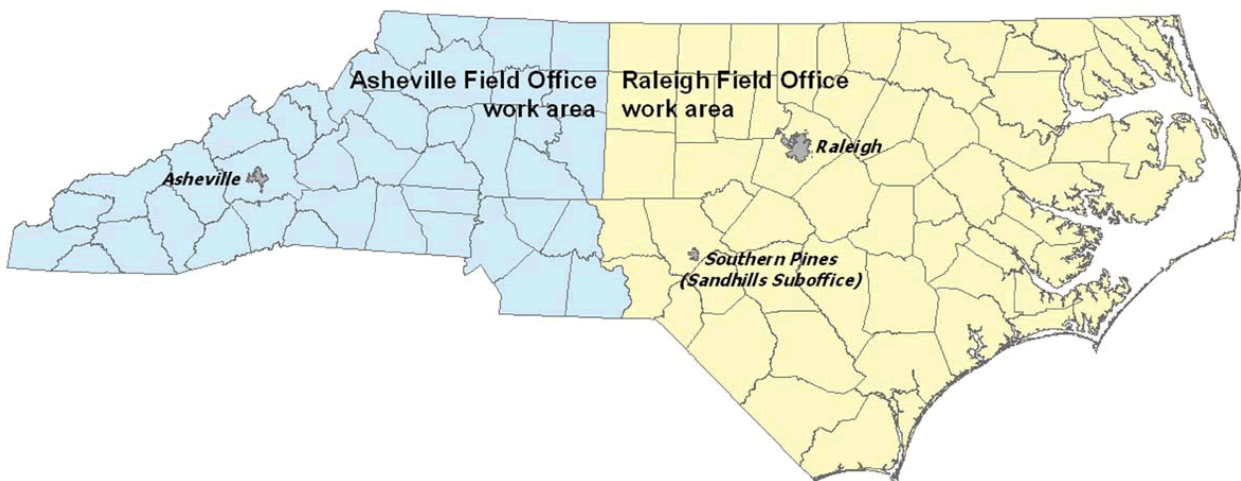 Asheville Field Office
work area
Raleigh Field Office
work area
Raleigh
Asheville
Southern Pines
(Sandhills Suboffice)